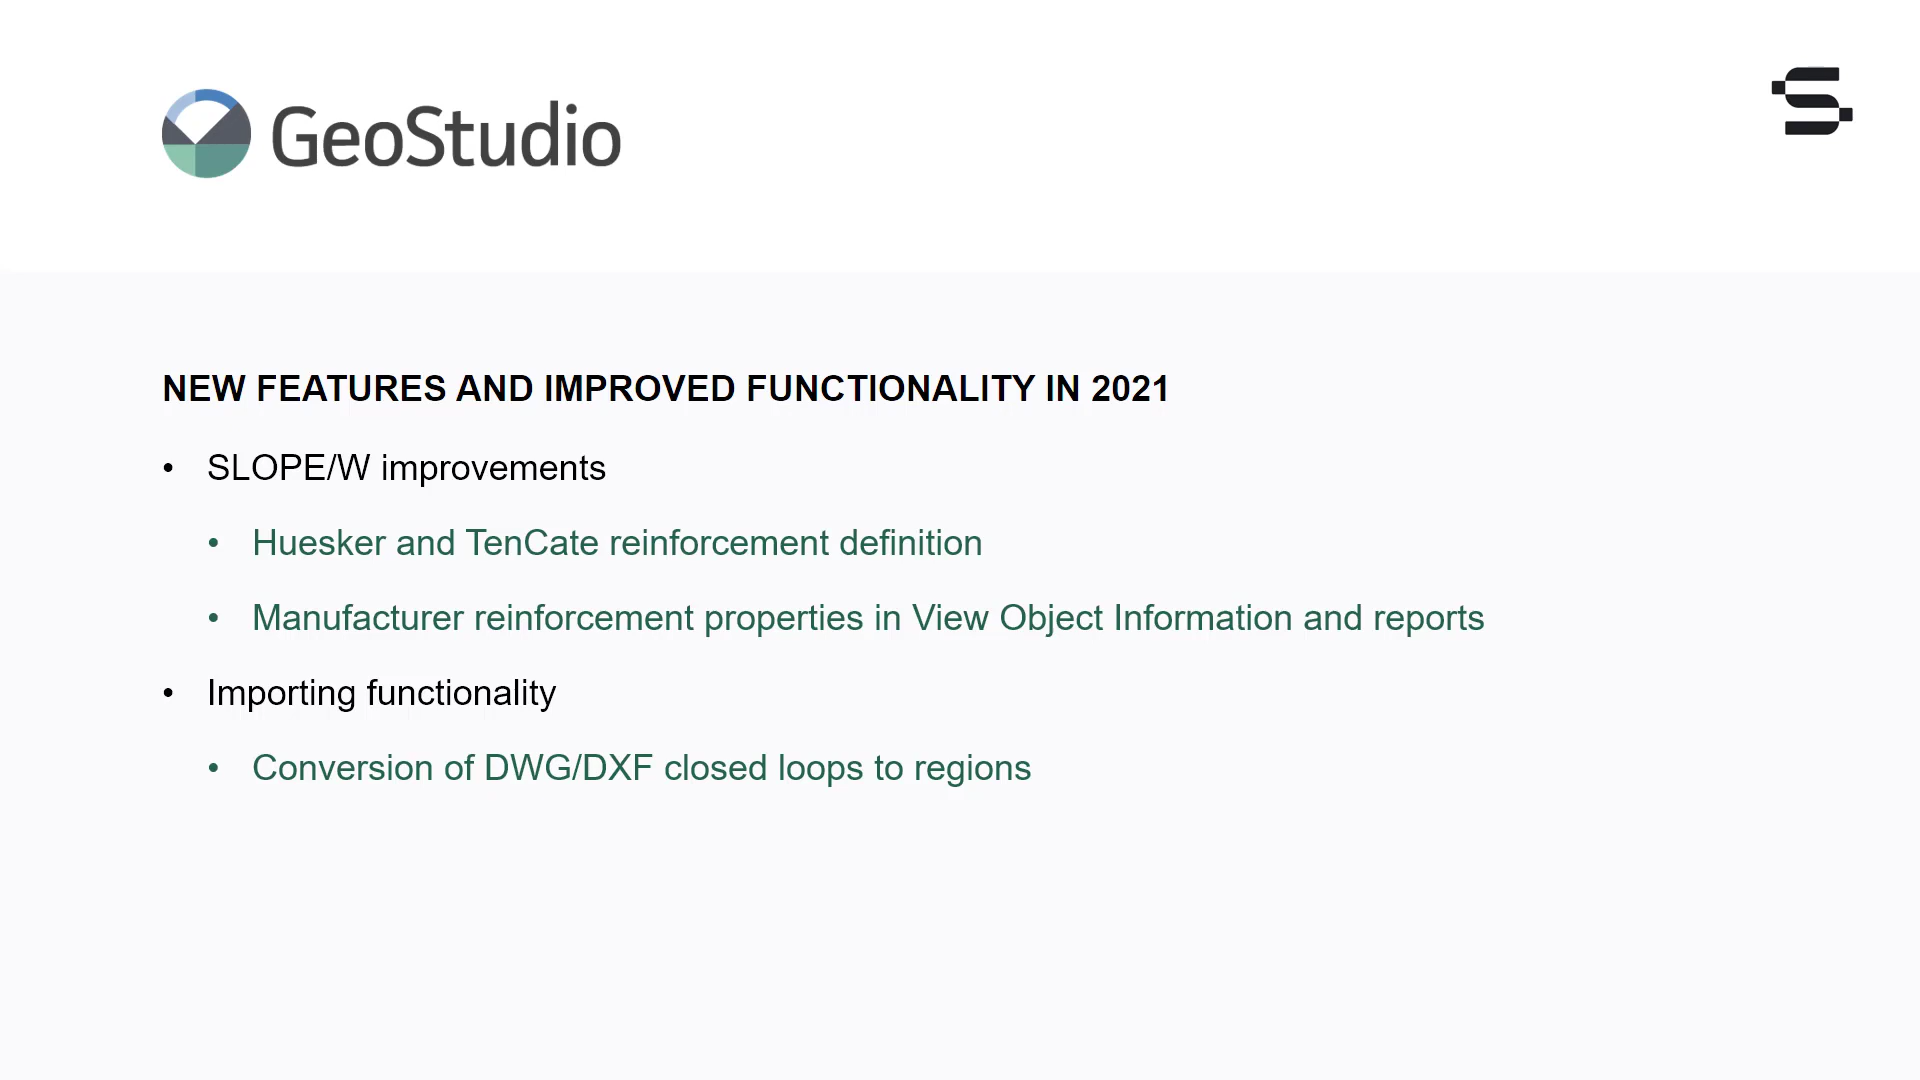 GeoStudio
NEW FEATURES AND IMPROVED FUNCTIONALITY IN 2021
• SLOPE/W improvements
• Huesker and TenCate reinforcement definition
• Manufacturer reinforcement properties in View Object Information and reports
• Importing functionality
• Conversion of DWG/DXF closed loops to regions